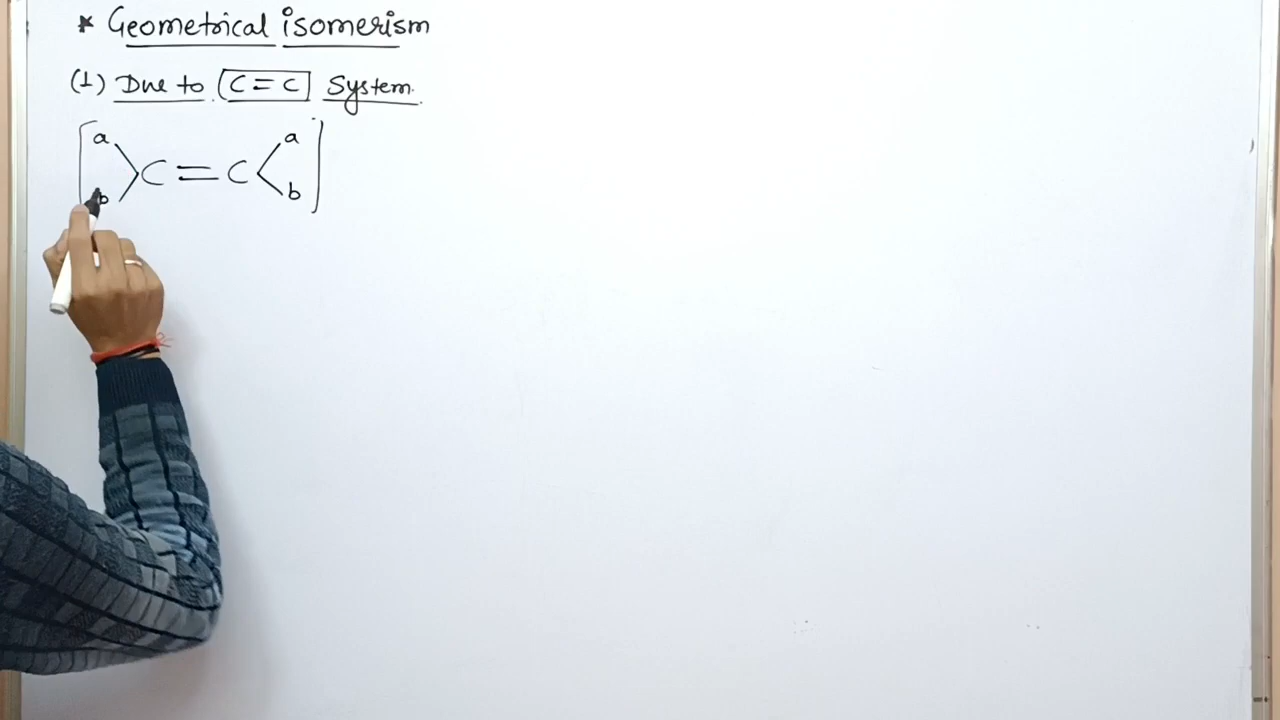 * Geometrical isomerism
(1) Due to C = C System.
a a
C = C
b b